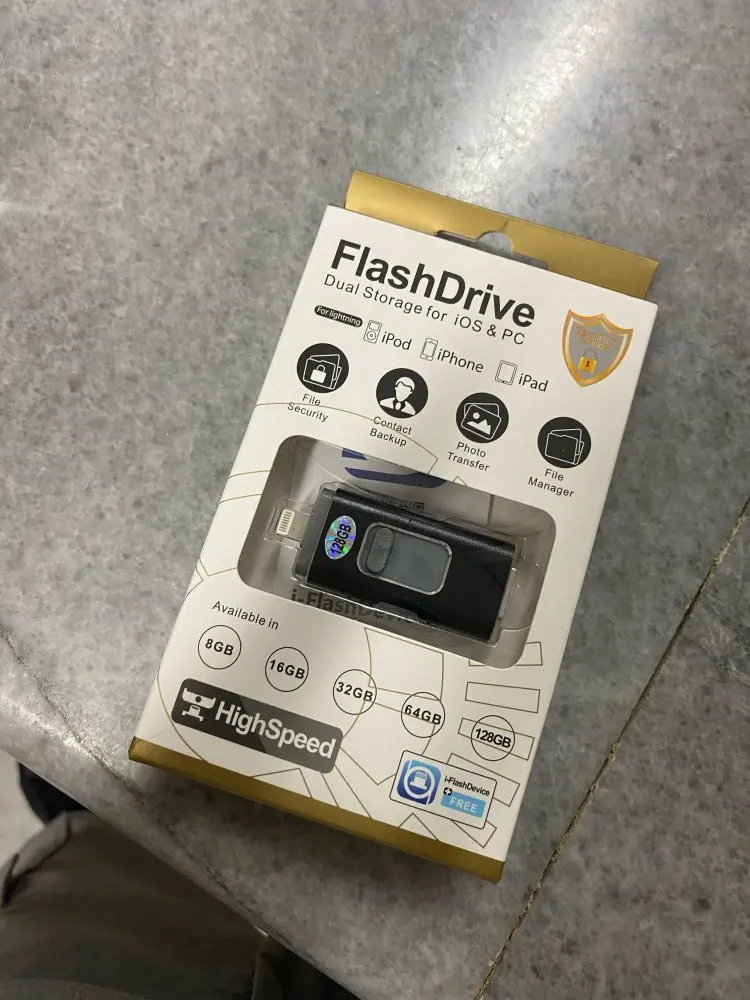 FlashDrive
Dual Storage for iOS & PC
For lightning
iPod
iPhone
iPad
File
Security
Contact
Backup
Photo
Transfer
File
Manager
128GB
i-FlashDevice
Available in
8GB
16GB
32GB
64GB
128GB
HighSpeed
i-FlashDevice
FREE